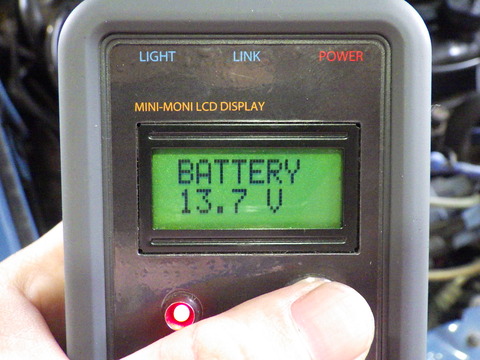 LIGHT LINK POWER
MINI-MONI LCD DISPLAY
BATTERY
13.7 V